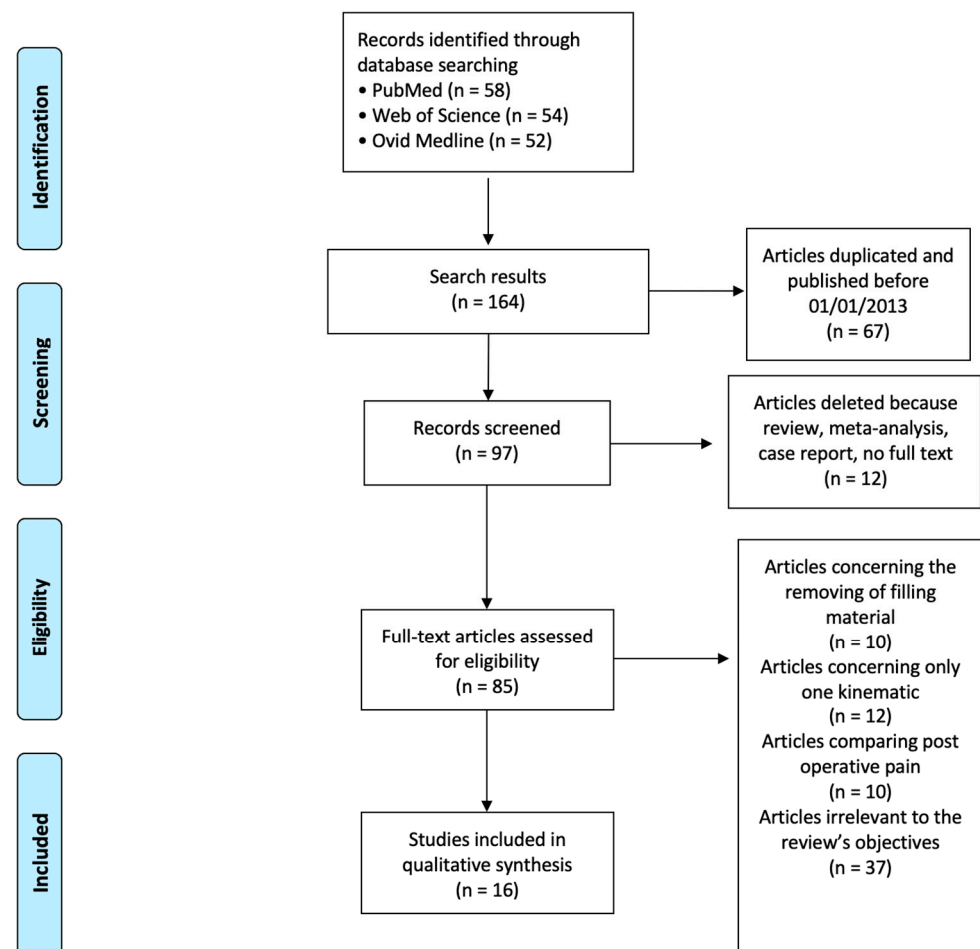 Identification
Records identified through
database searching
• PubMed (n = 58)
• Web of Science (n = 54)
• Ovid Medline (n = 52)
Search results
(n = 164)
Articles duplicated and
published before
01/01/2013
(n = 67)
Screening
Records screened
(n = 97)
Articles deleted because
review, meta-analysis,
case report, no full text
(n = 12)
Eligibility
Full-text articles assessed
for eligibility
(n = 85)
Articles concerning the
removing of filling
material
(n = 10)
Articles concerning only
one kinematic
(n = 12)
Articles comparing post
operative pain
(n = 10)
Articles irrelevant to the
review’s objectives
(n = 37)
Included
Studies included in
qualitative synthesis
(n = 16)